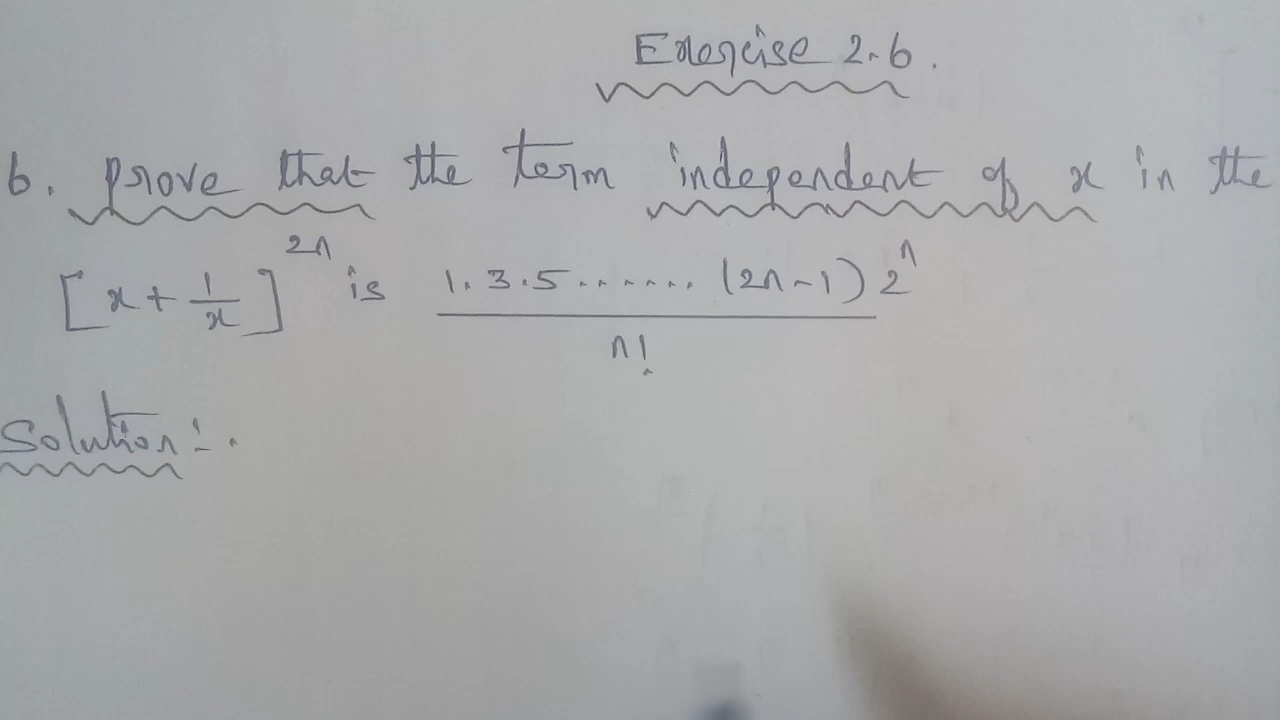 Exercise 2.6.
6. prove that the term independent of x in the
[x + 1/x]^2n is 1.3.5.......(2n-1) 2^n / n!
Solution:-.